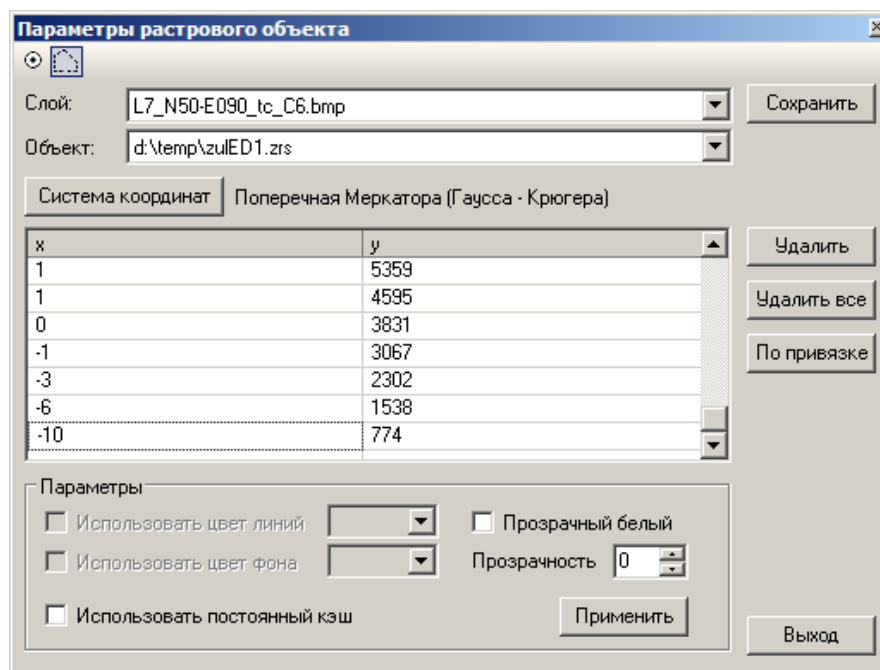 Параметры растрового объекта
Слой: L7_N50-E090_tc_C6.bmp Сохранить
Объект: d:\temp\zulED1.zrs
Система координат Поперечная Меркатора (Гаусса - Крюгера)
x y Удалить
1 5359
1 4595 Удалить все
0 3831
-1 3067 По привязке
-3 2302
-6 1538
-10 774
Параметры
Использовать цвет линий Прозрачный белый
Использовать цвет фона Прозрачность 0
Использовать постоянный кэш Применить
Выход